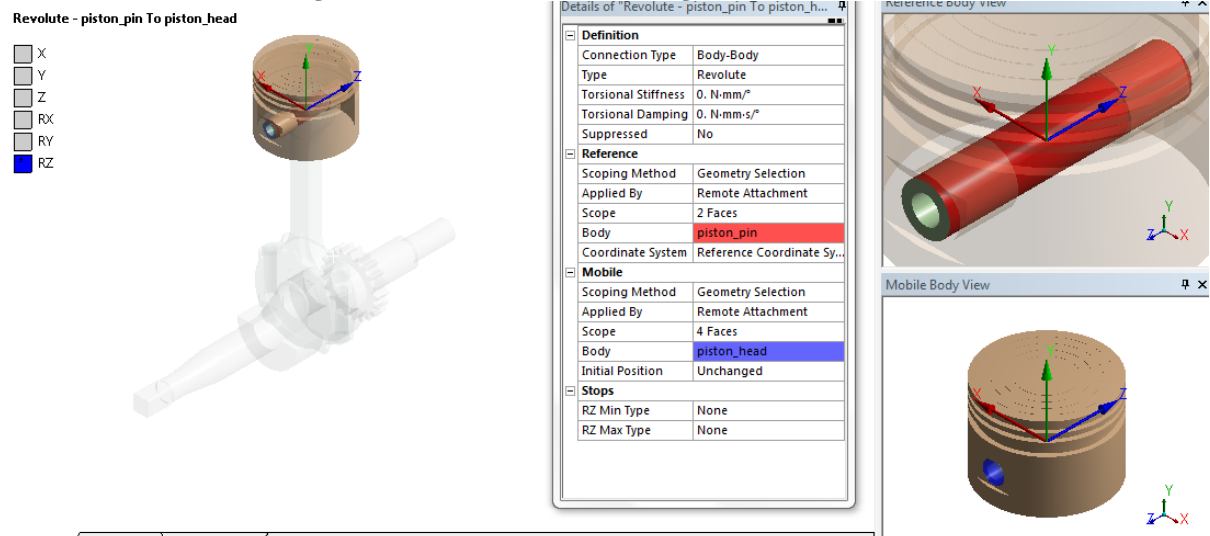 Revolute - piston_pin To piston_head
X
Y
Z
RX
RY
RZ
X
Y
Z
Details of "Revolute - piston_pin To piston_h...
Definition
Connection Type Body-Body
Type Revolute
Torsional Stiffness 0. N·mm/°
Torsional Damping 0. N·mm·s/°
Suppressed No
Reference
Scoping Method Geometry Selection
Applied By Remote Attachment
Scope 2 Faces
Body piston_pin
Coordinate System Reference Coordinate Sy...
Mobile
Scoping Method Geometry Selection
Applied By Remote Attachment
Scope 4 Faces
Body piston_head
Initial Position Unchanged
Stops
RZ Min Type None
RZ Max Type None
Reference Body View
Y
X
Z
Y
Z X
Mobile Body View
Y
X
Z
Y
Z X